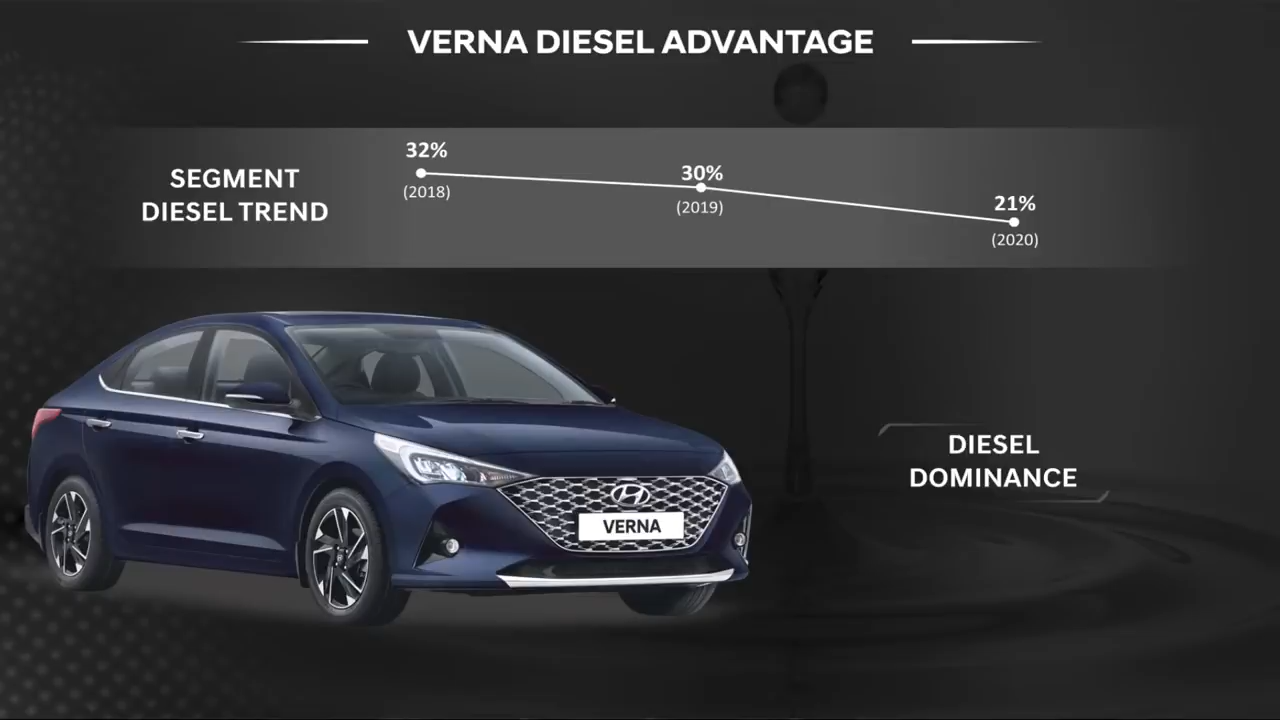 VERNA DIESEL ADVANTAGE
SEGMENT
DIESEL TREND
32%
(2018)
30%
(2019)
21%
(2020)
DIESEL
DOMINANCE
VERNA